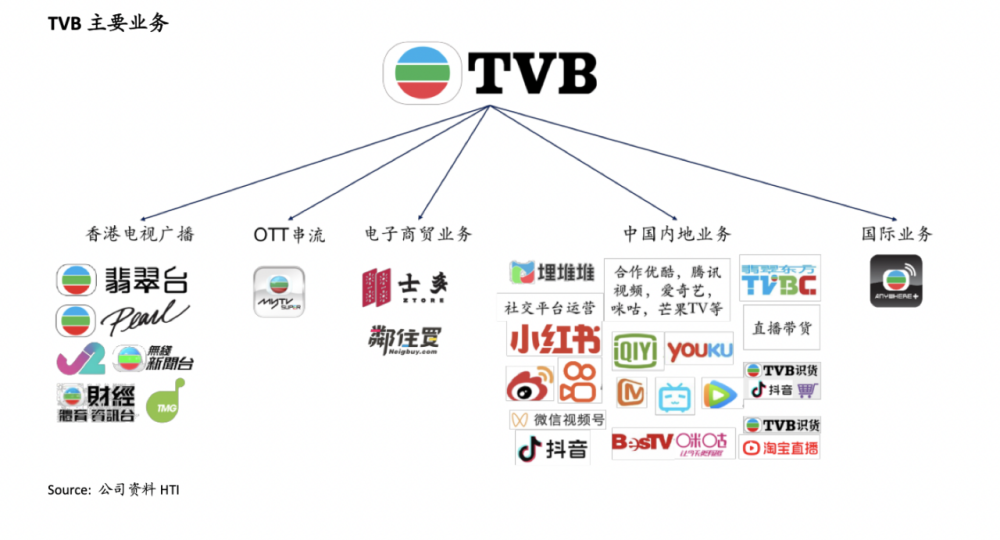 TVB 主要业务
TVB
香港电视广播
OTT串流
电子商贸业务
中国内地业务
国际业务
翡翠台
Pearl
J2
無綫
新聞台
財經
體育資訊台
TMG
MyTV
SUPER
士多
ZTORE
鄰住買
Neigbuy.com
埋堆堆
社交平台运营
小红书
微信视频号
抖音
合作优酷，腾讯
视频，爱奇艺，
咪咕，芒果TV等
iQIYI
YOUKU
BesTV
咪咕
翡翠东方
TVBC
直播带货
TVB识货
抖音
TVB识货
淘宝直播
ANYWHERE+
Source: 公司资料 HTI